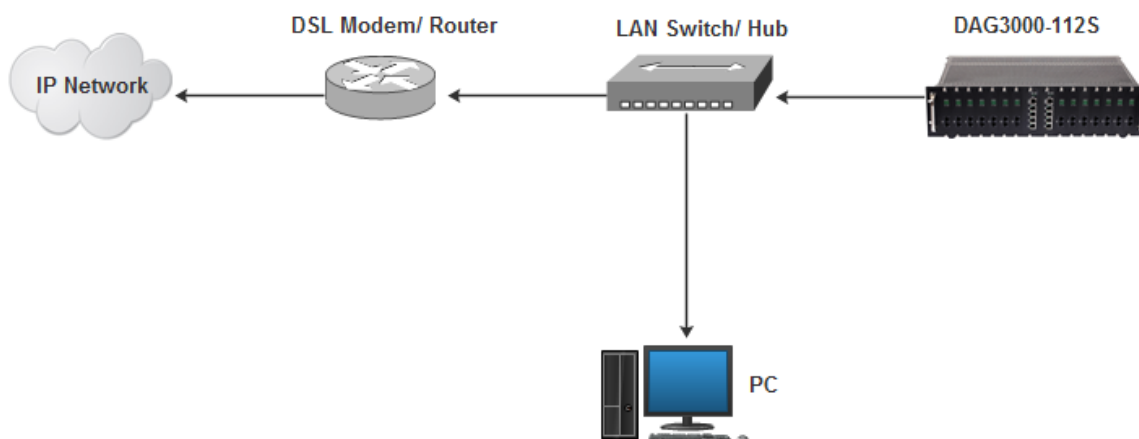 DSL Modem/ Router
LAN Switch/ Hub
DAG3000-112S
IP Network
PC